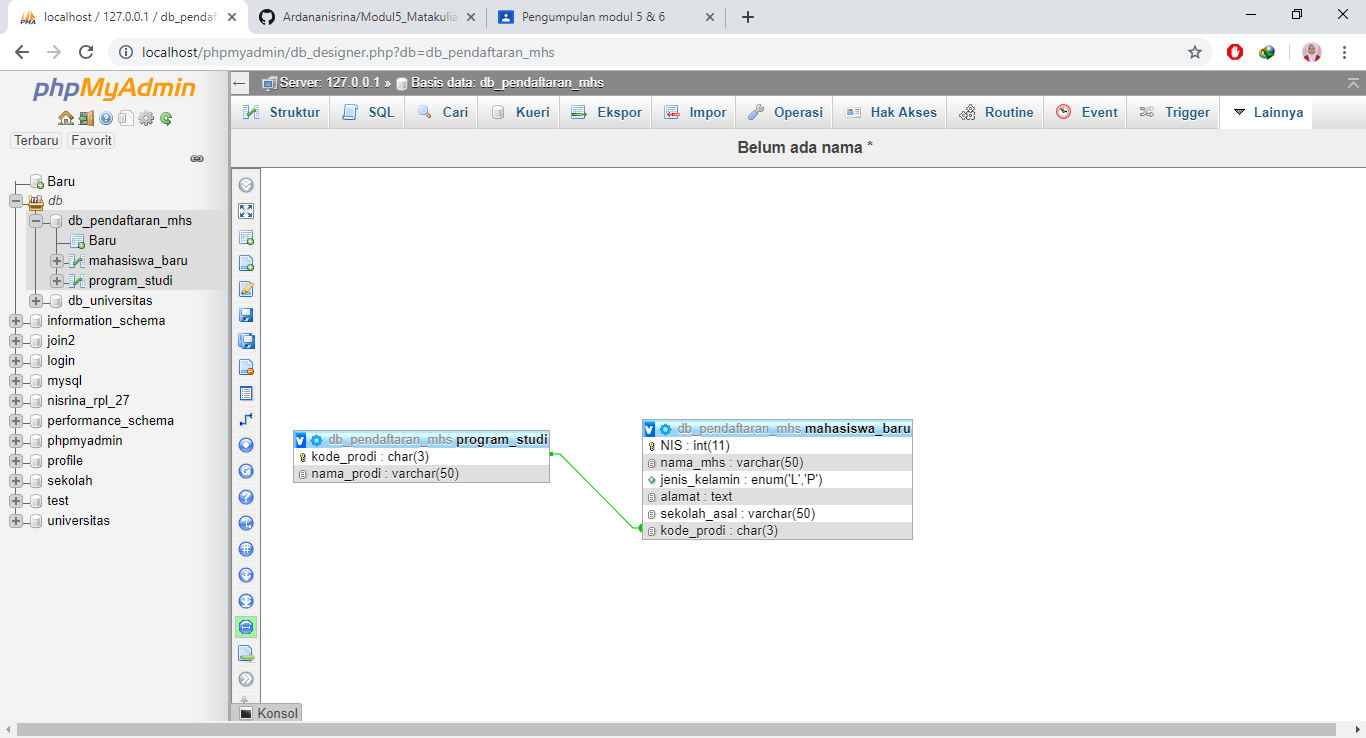 localhost / 127.0.0.1 / db_pendaf
Ardananisrina/Modul5_Matakulia
Pengumpulan modul 5 & 6
localhost/phpmyadmin/db_designer.php?db=db_pendaftaran_mhs
phpMyAdmin
Terbaru Favorit
Baru
db
db_pendaftaran_mhs
Baru
mahasiswa_baru
program_studi
db_universitas
information_schema
join2
login
mysql
nisrina_rpl_27
performance_schema
phpmyadmin
profile
sekolah
test
universitas
Server: 127.0.0.1 » Basis data: db_pendaftaran_mhs
Struktur SQL Cari Kueri Ekspor Impor Operasi Hak Akses Routine Event Trigger Lainnya
Belum ada nama *
db_pendaftaran_mhs program_studi
kode_prodi : char(3)
nama_prodi : varchar(50)
db_pendaftaran_mhs mahasiswa_baru
NIS : int(11)
nama_mhs : varchar(50)
jenis_kelamin : enum('L','P')
alamat : text
sekolah_asal : varchar(50)
kode_prodi : char(3)
Konsol